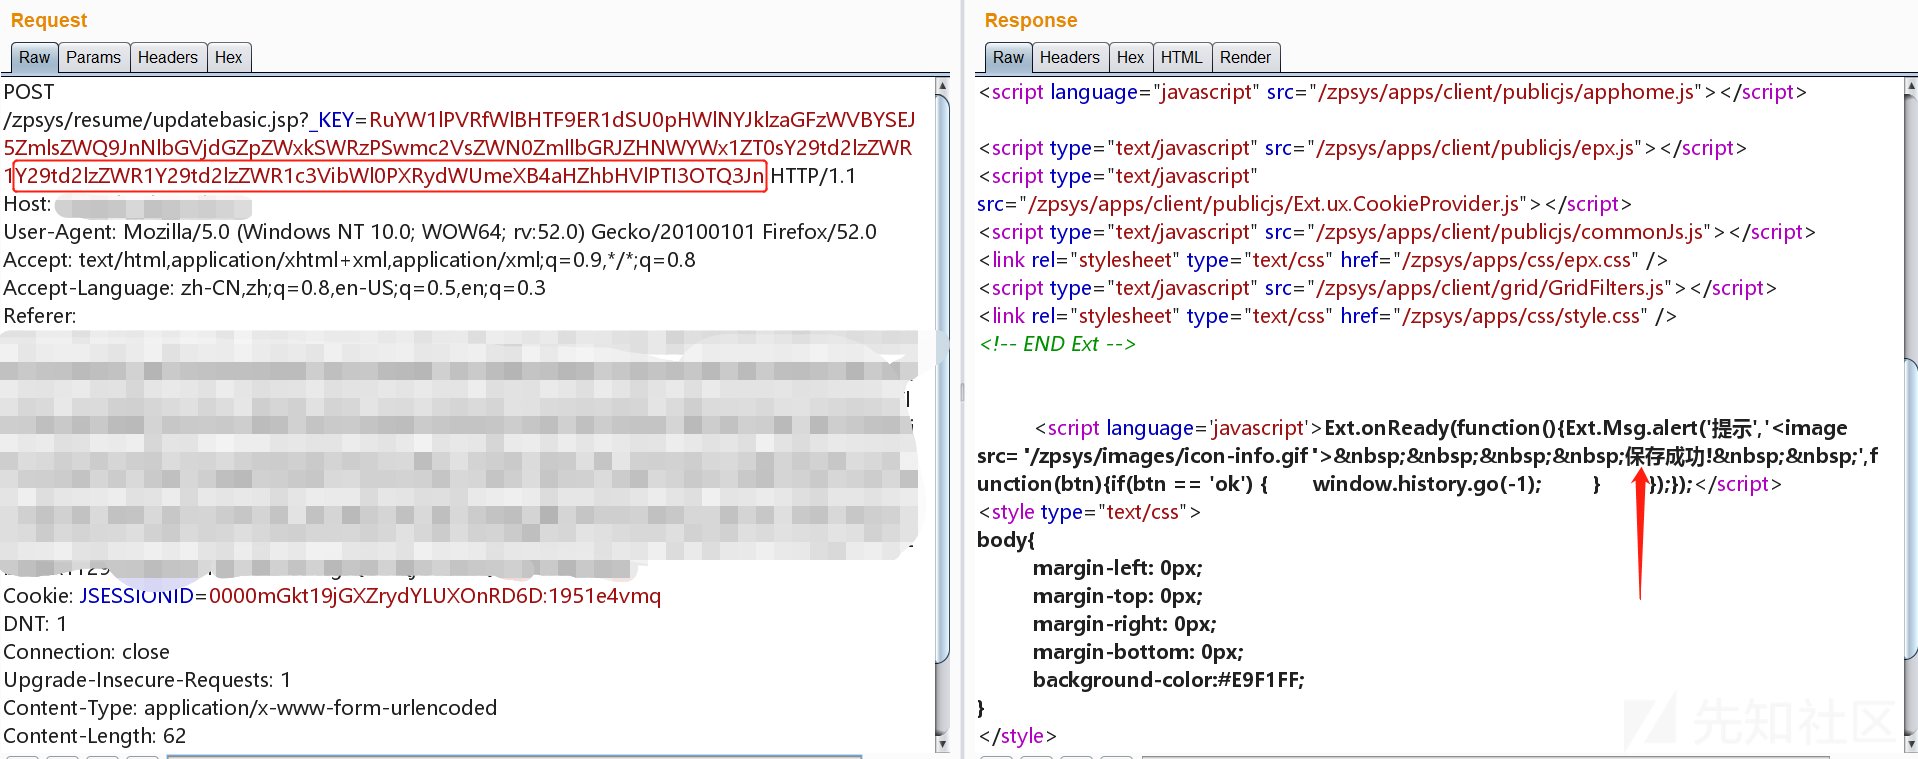 Request
Raw Params Headers Hex
POST
/zpsys/resume/updatebasic.jsp?_KEY=RuYW1lPVRfWlBHTF9ER1dSU0pHWlNYJklzaGFzWVBYSEJ
5ZmlsZWQ9JnNlbGVjdGZpZWxkSWRzPSwmc2VsZWN0ZmllbGRJZHNWYWx1ZT0sY29td2lzZWR
1Y29td2lzZWR1Y29td2lzZWR1c3VibWl0PXRydWUmeXB4aHZhbHVlPTI3OTQ3Jn HTTP/1.1
Host:
User-Agent: Mozilla/5.0 (Windows NT 10.0; WOW64; rv:52.0) Gecko/20100101 Firefox/52.0
Accept: text/html,application/xhtml+xml,application/xml;q=0.9,*/*;q=0.8
Accept-Language: zh-CN,zh;q=0.8,en-US;q=0.5,en;q=0.3
Referer:
Cookie: JSESSIONID=0000mGkt19jGXZrydYLUXOnRD6D:1951e4vmq
DNT: 1
Connection: close
Upgrade-Insecure-Requests: 1
Content-Type: application/x-www-form-urlencoded
Content-Length: 62
Response
Raw Headers Hex HTML Render
<script language="javascript" src="/zpsys/apps/client/publicjs/apphome.js"></script>
<script type="text/javascript" src="/zpsys/apps/client/publicjs/epx.js"></script>
<script type="text/javascript"
src="/zpsys/apps/client/publicjs/Ext.ux.CookieProvider.js"></script>
<script type="text/javascript" src="/zpsys/apps/client/publicjs/commonJs.js"></script>
<link rel="stylesheet" type="text/css" href="/zpsys/apps/css/epx.css" />
<script type="text/javascript" src="/zpsys/apps/client/grid/GridFilters.js"></script>
<link rel="stylesheet" type="text/css" href="/zpsys/apps/css/style.css" />
<!-- END Ext -->
<script language='javascript'>Ext.onReady(function(){Ext.Msg.alert('提示','<image
src= '/zpsys/images/icon-info.gif '>&nbsp;&nbsp;&nbsp;&nbsp;保存成功!&nbsp;&nbsp;',f
unction(btn){if(btn == 'ok') { window.history.go(-1); } });});</script>
<style type="text/css">
body{
margin-left: 0px;
margin-top: 0px;
margin-right: 0px;
margin-bottom: 0px;
background-color:#E9F1FF;
}
</style>
先知社区